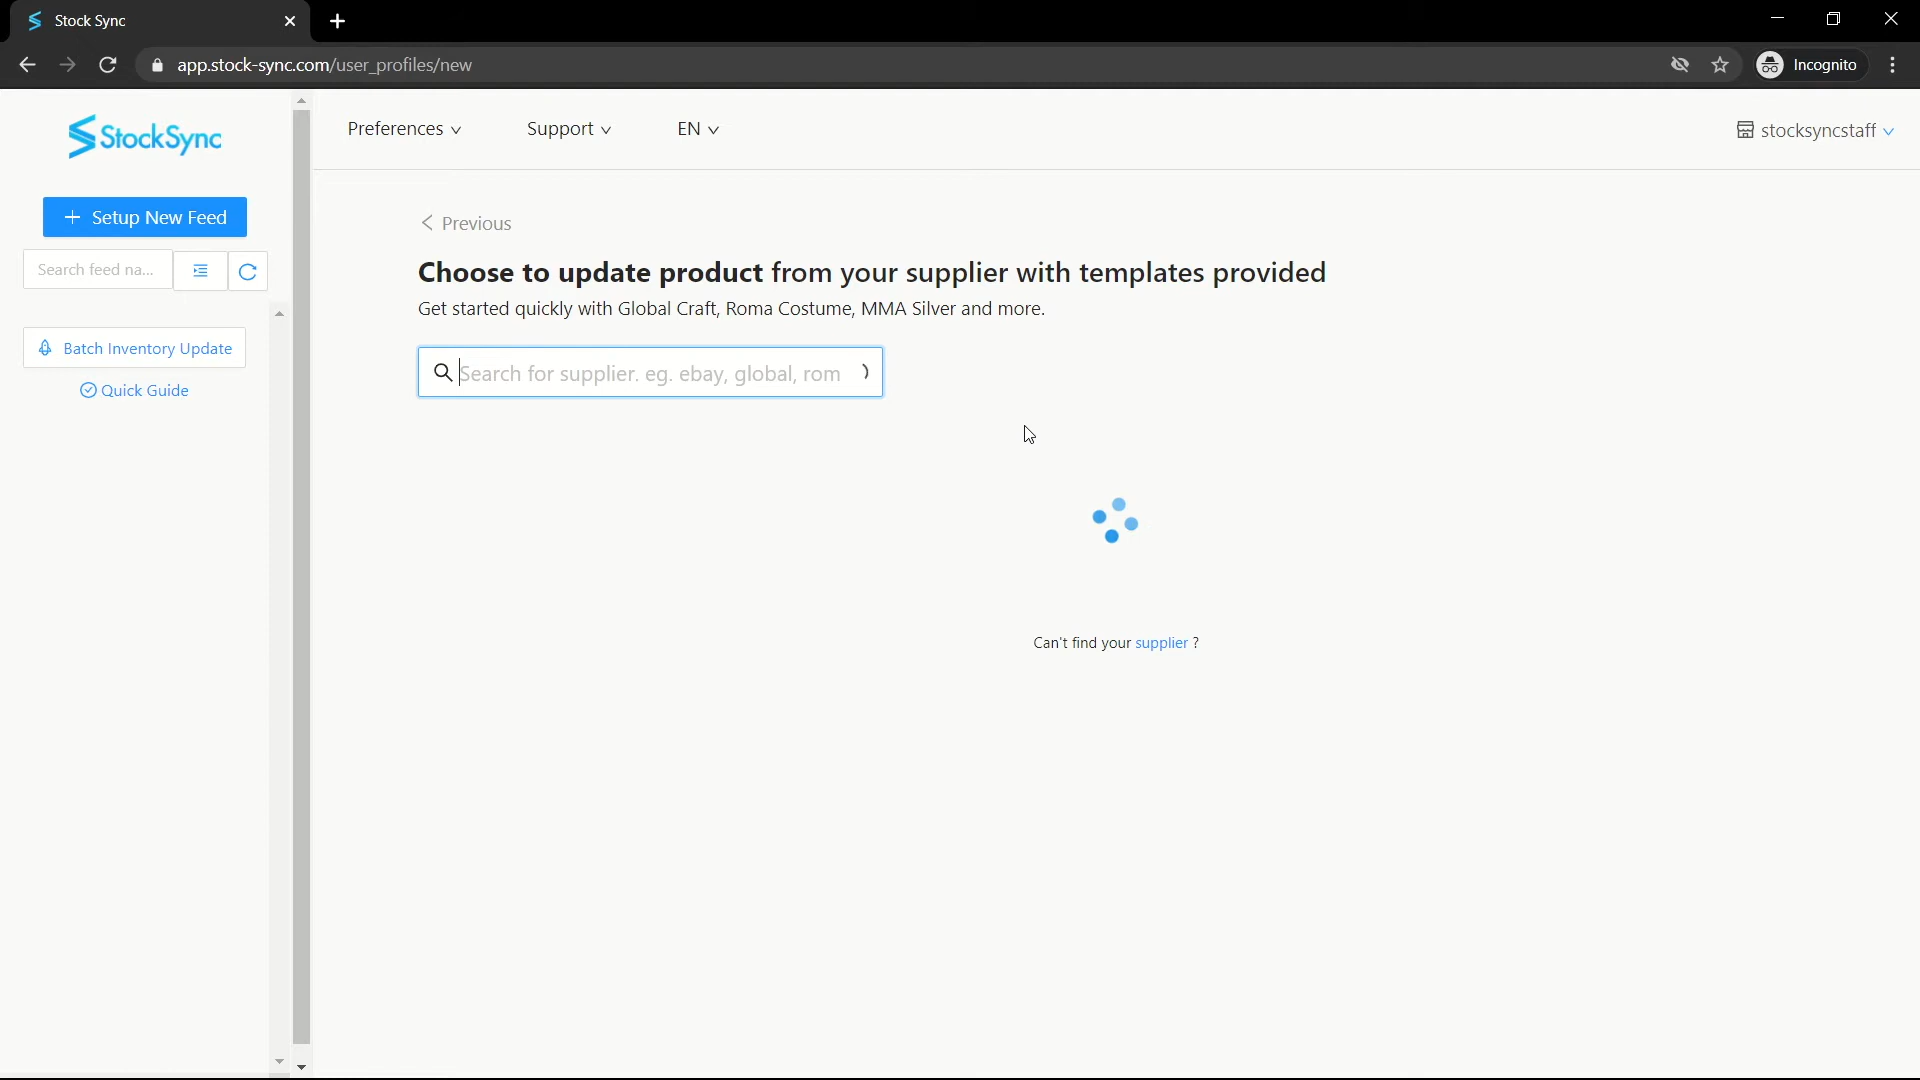 Stock Sync
app.stock-sync.com/user_profiles/new
Incognito
StockSync
Preferences
Support
EN
stocksyncstaff
Setup New Feed
Search feed na...
Batch Inventory Update
Quick Guide
Previous
Choose to update product from your supplier with templates provided
Get started quickly with Global Craft, Roma Costume, MMA Silver and more.
Search for supplier. eg. ebay, global, rom
Can't find your supplier ?